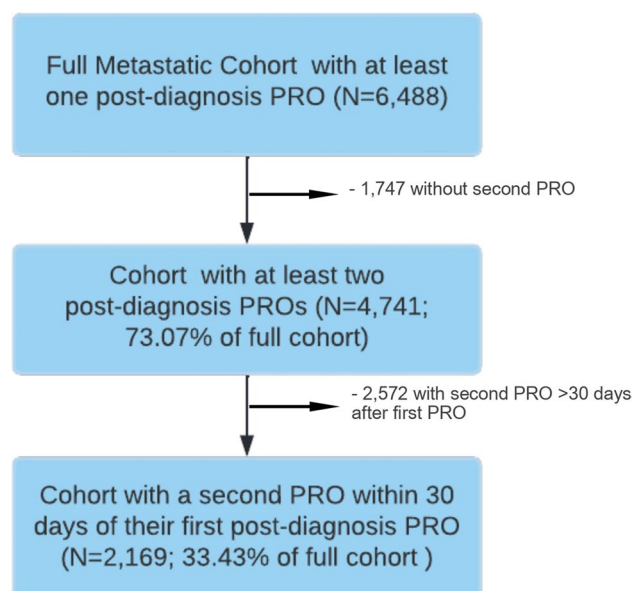 Full Metastatic Cohort with at least
one post-diagnosis PRO (N=6,488)
- 1,747 without second PRO
Cohort with at least two
post-diagnosis PROs (N=4,741;
73.07% of full cohort)
- 2,572 with second PRO >30 days
after first PRO
Cohort with a second PRO within 30
days of their first post-diagnosis PRO
(N=2,169; 33.43% of full cohort )